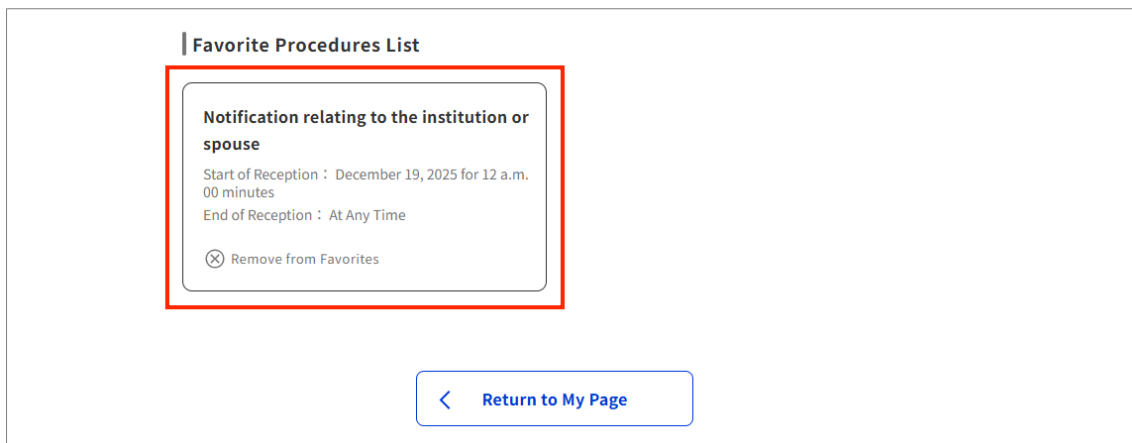 Favorite Procedures List
Notification relating to the institution or
spouse
Start of Reception： December 19, 2025 for 12 a.m.
00 minutes
End of Reception： At Any Time
Remove from Favorites
Return to My Page